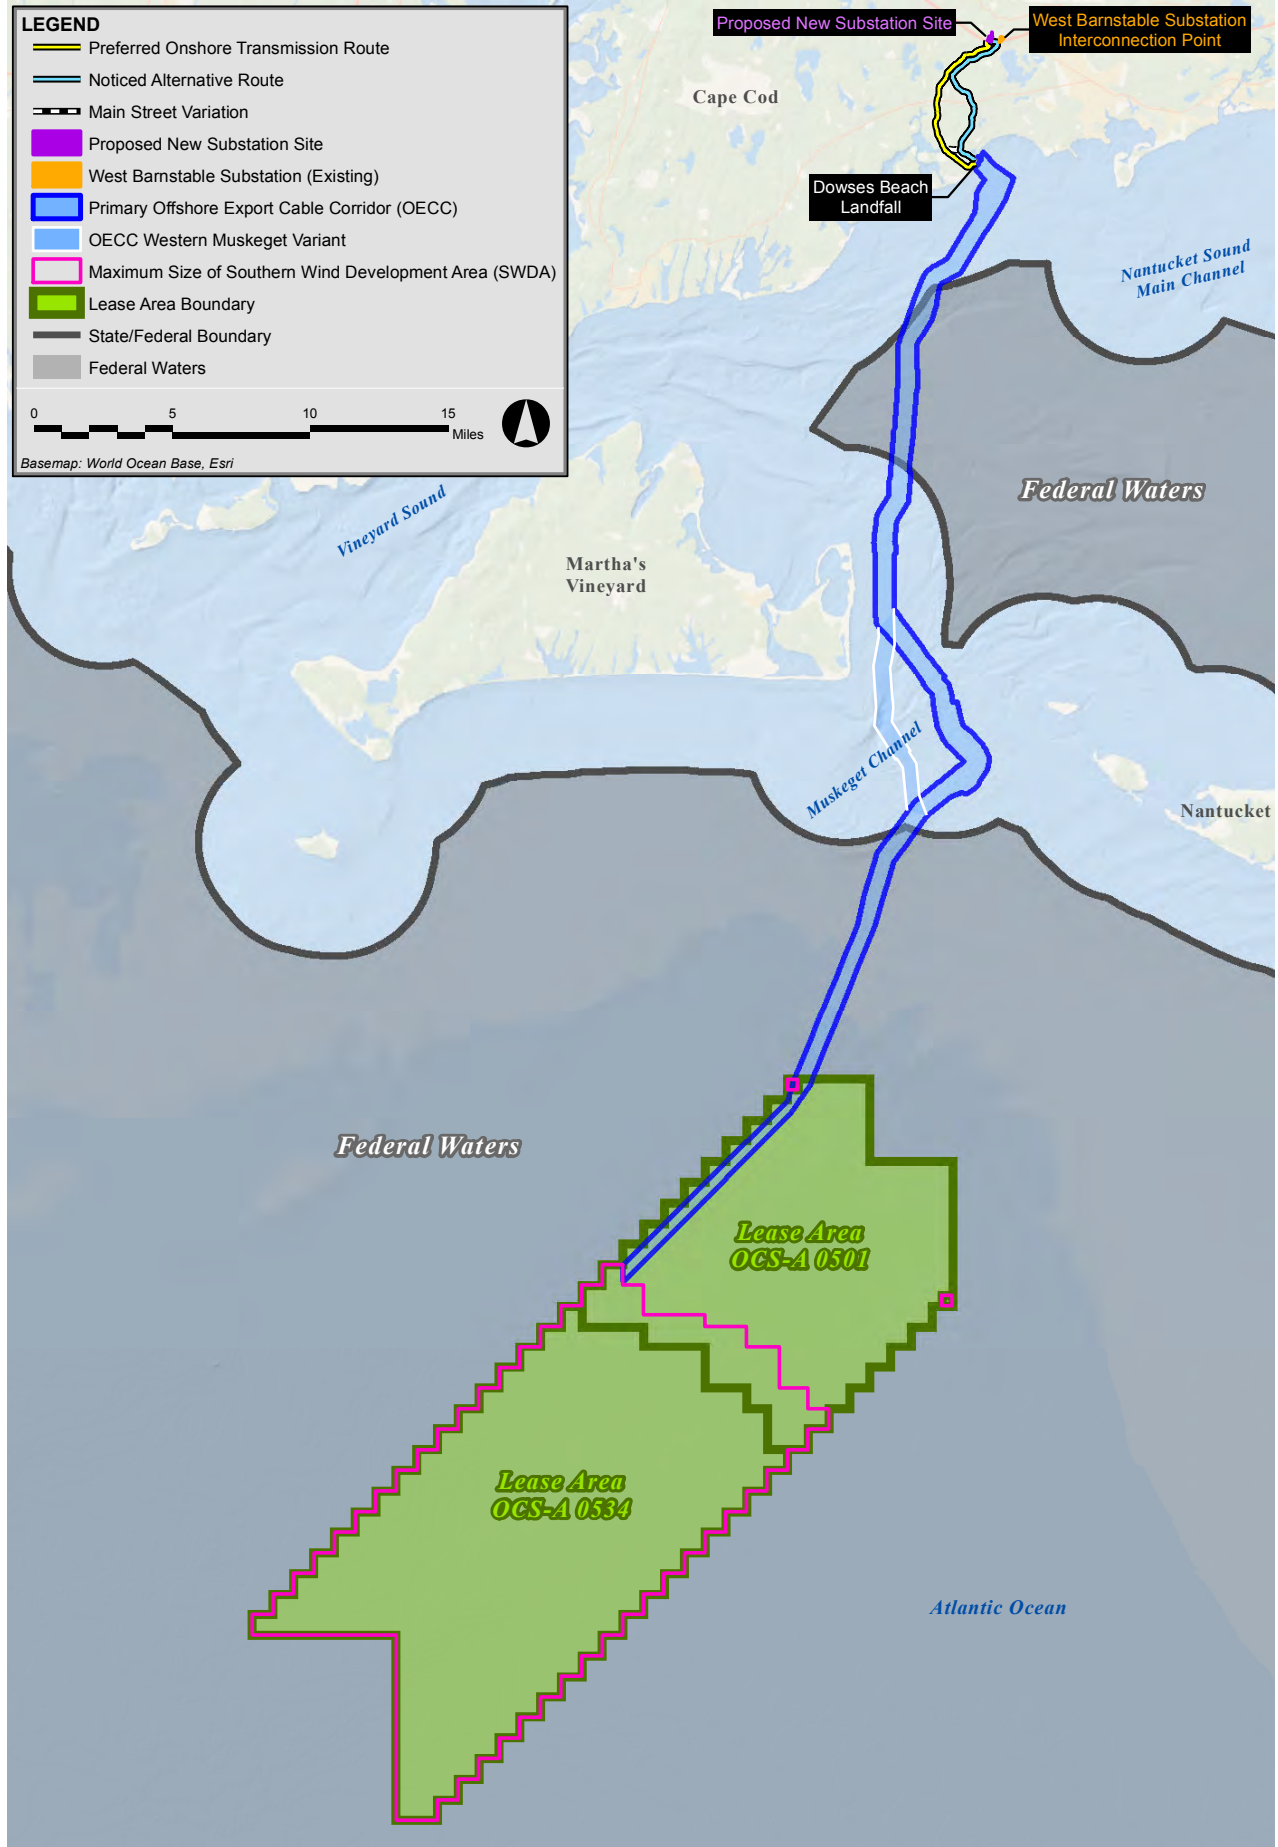 LEGEND
Preferred Onshore Transmission Route
Noticed Alternative Route
Main Street Variation
Proposed New Substation Site
West Barnstable Substation (Existing)
Primary Offshore Export Cable Corridor (OECC)
OECC Western Muskeget Variant
Maximum Size of Southern Wind Development Area (SWDA)
Lease Area Boundary
State/Federal Boundary
Federal Waters
0 5 10 15
Miles
Basemap: World Ocean Base, Esri
Proposed New Substation Site
West Barnstable Substation
Interconnection Point
Cape Cod
Dowses Beach
Landfall
Nantucket Sound
Main Channel
Federal Waters
Vineyard Sound
Martha's
Vineyard
Muskeget Channel
Nantucket
Federal Waters
Lease Area
OCS-A 0501
Lease Area
OCS-A 0534
Atlantic Ocean